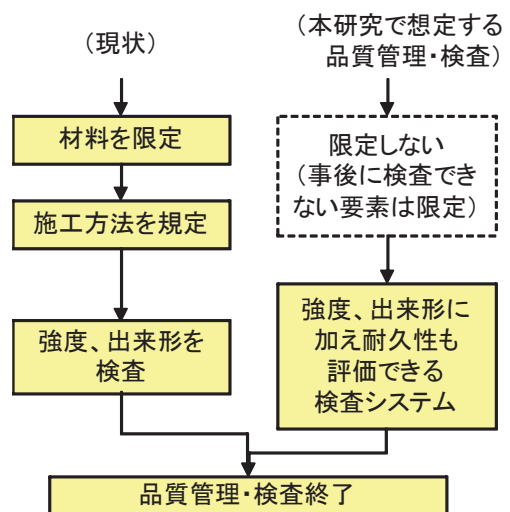 （現状）
材料を限定
施工方法を規定
強度、出来形を
検査
（本研究で想定する
品質管理・検査）
限定しない
（事後に検査でき
ない要素は限定）
強度、出来形に
加え耐久性も
評価できる
検査システム
品質管理・検査終了